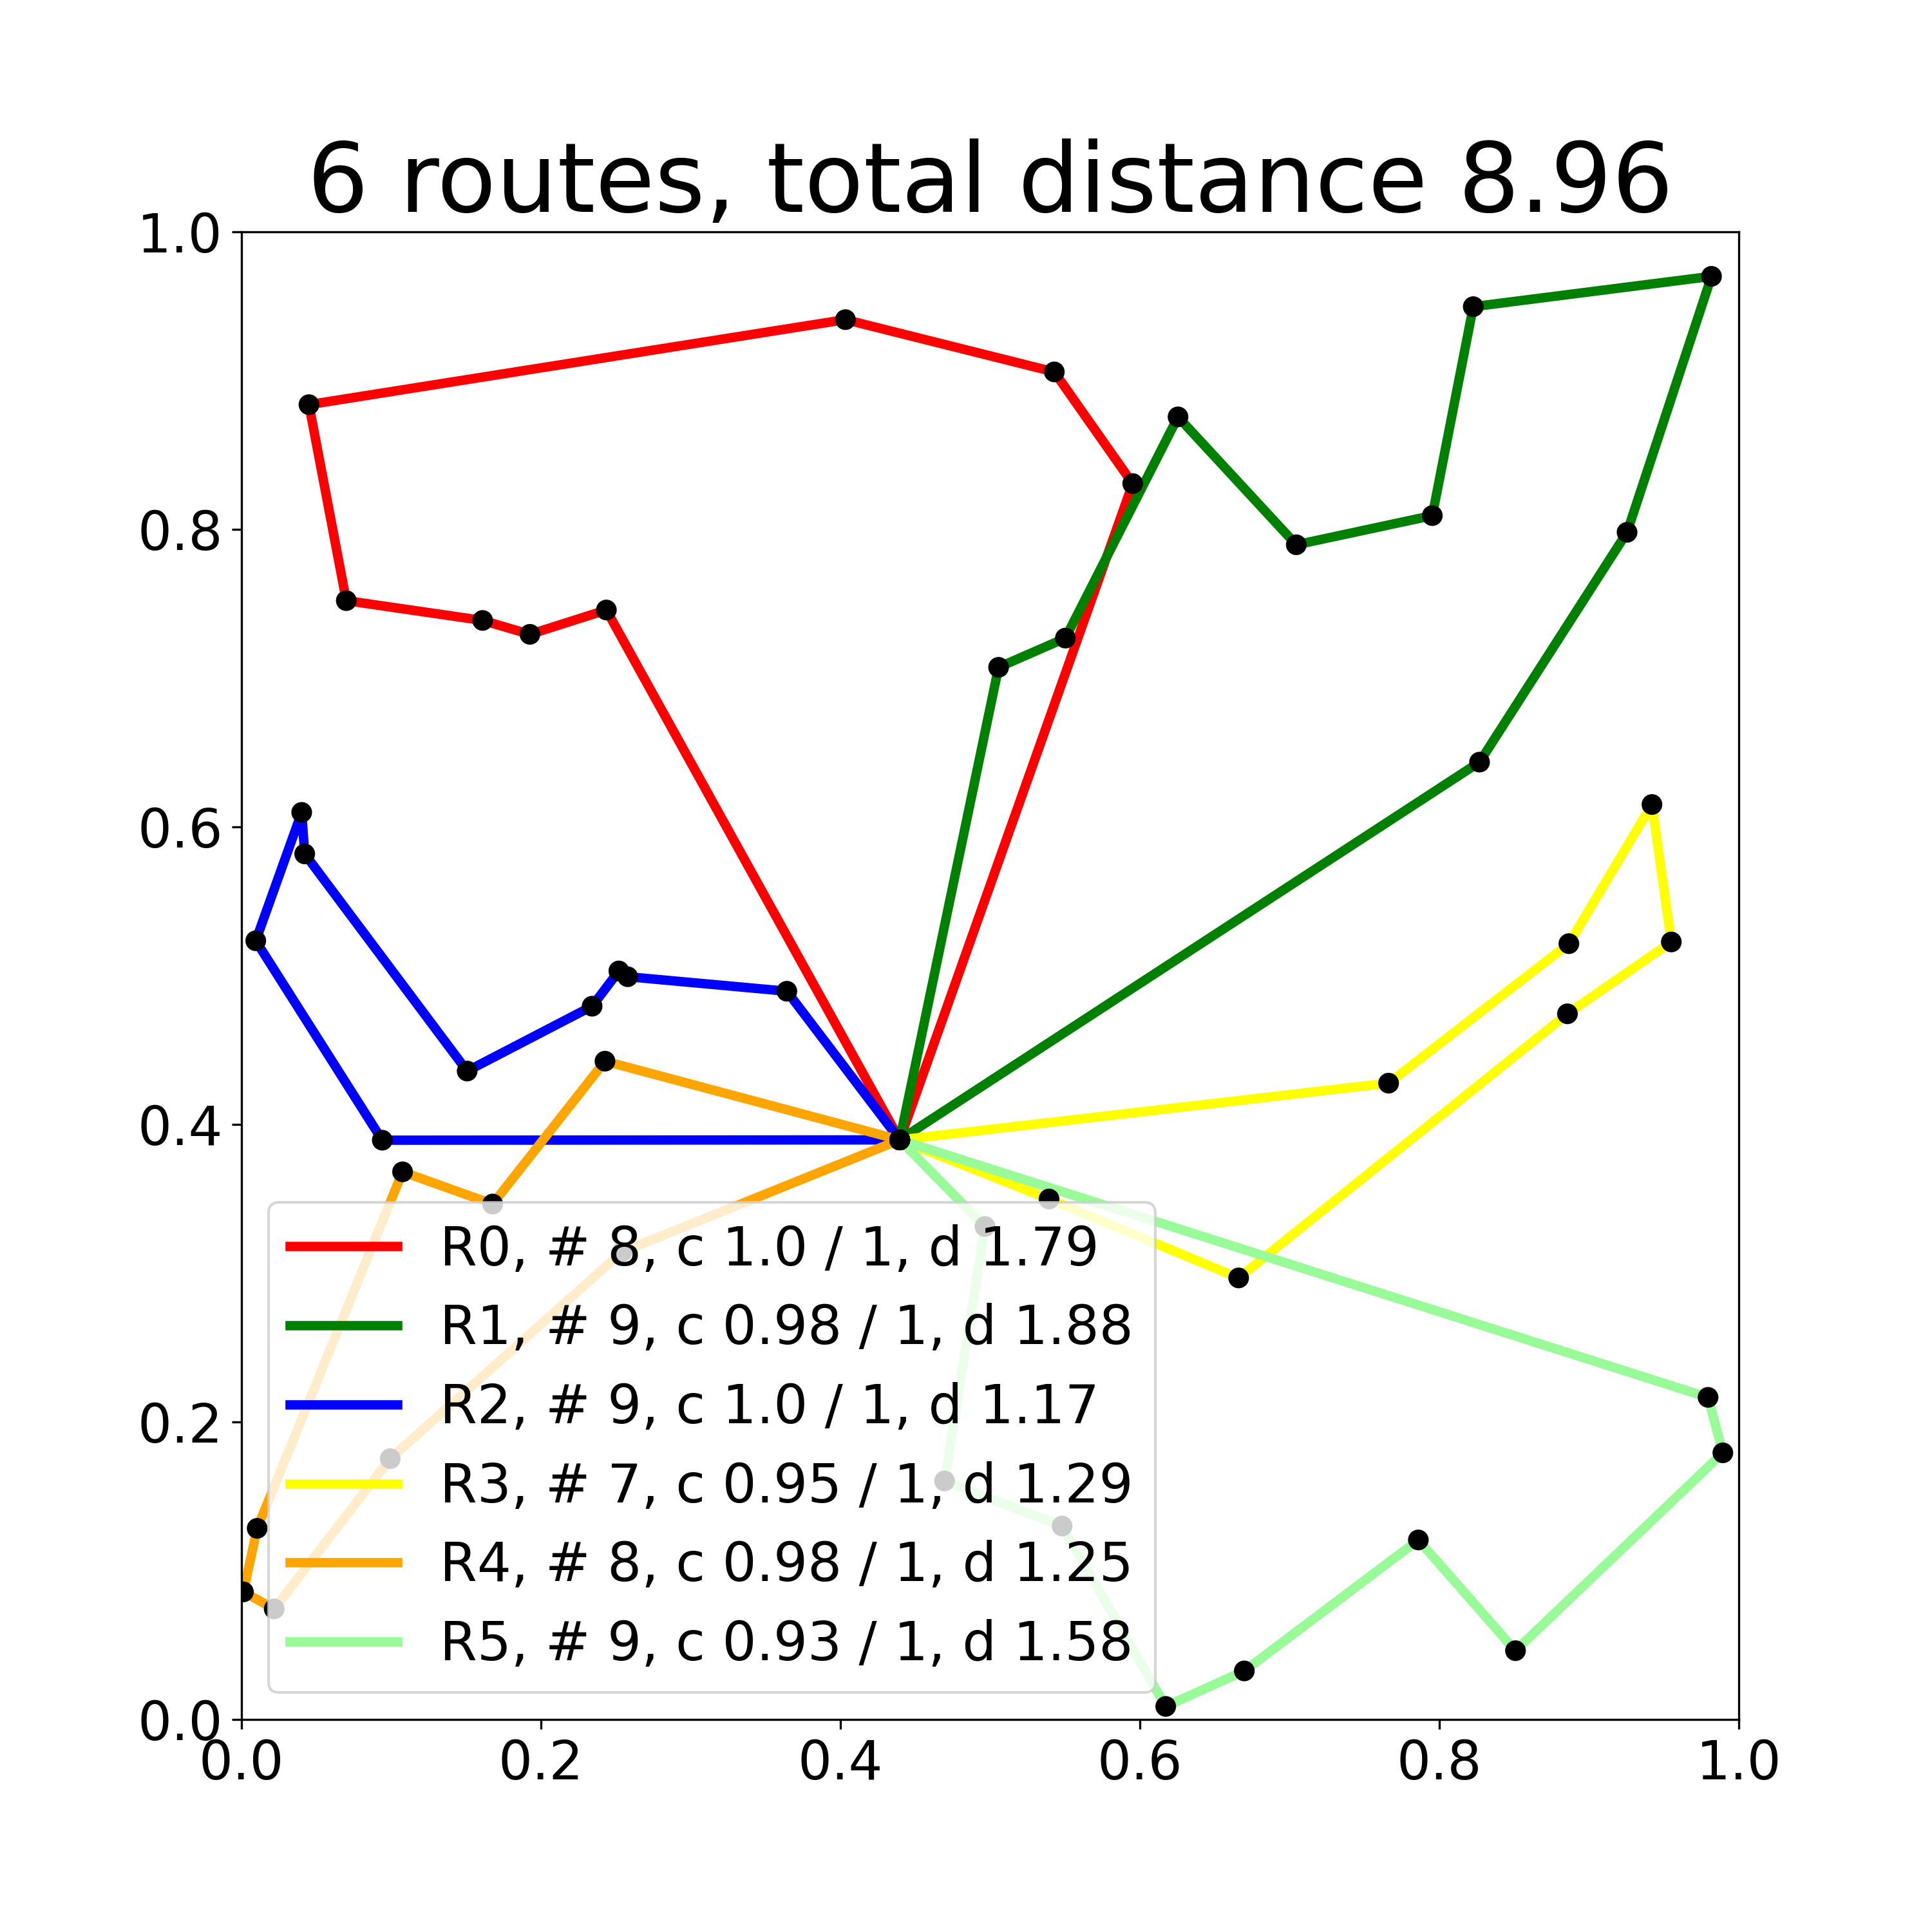 6 routes, total distance 8.96
1.0
0.8
0.6
0.4
0.2
0.0
R0, # 8, c 1.0 / 1, d 1.79
R1, # 9, c 0.98 / 1, d 1.88
R2, # 9, c 1.0 / 1, d 1.17
R3, # 7, c 0.95 / 1, d 1.29
R4, # 8, c 0.98 / 1, d 1.25
R5, # 9, c 0.93 / 1, d 1.58
0.0 0.2 0.4 0.6 0.8 1.0